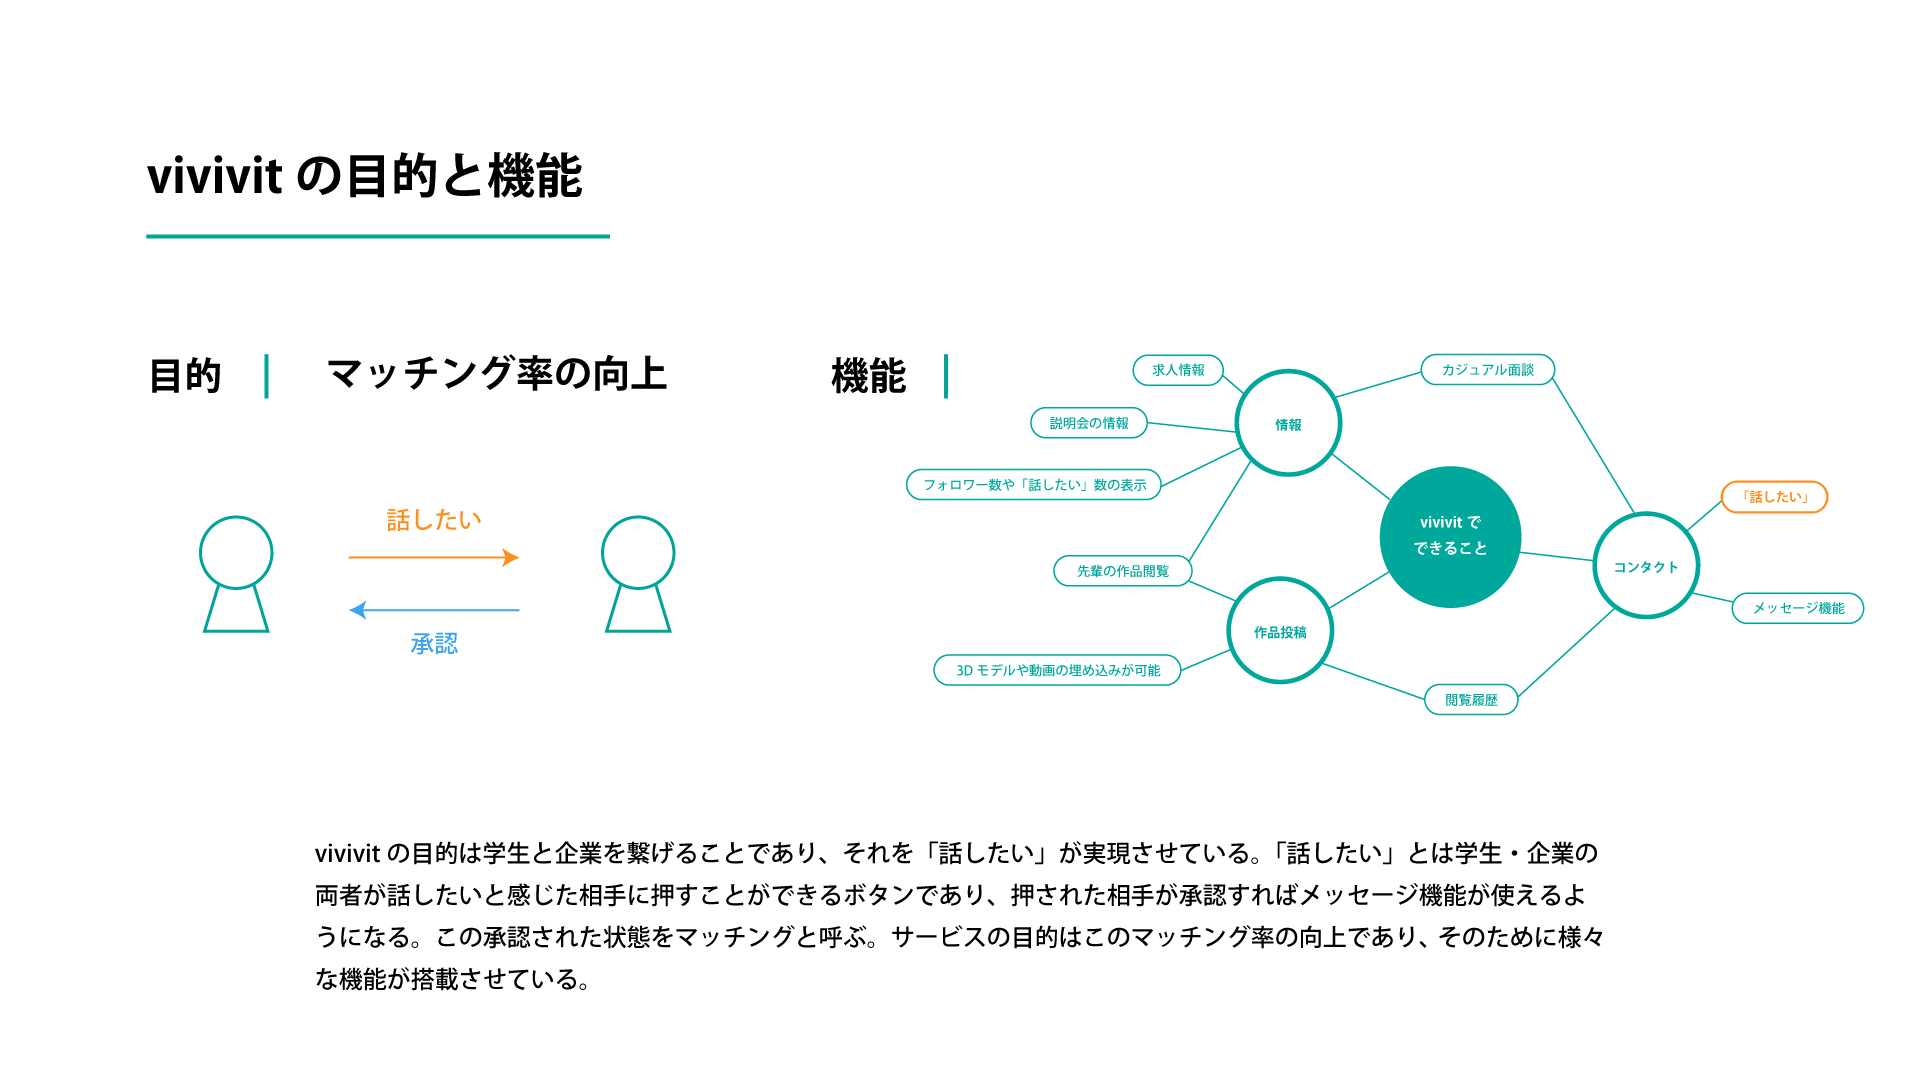 vivivit の目的と機能
目的
マッチング率の向上
話したい
承認
機能
求人情報
説明会の情報
フォロワー数や「話したい」数の表示
先輩の作品閲覧
3D モデルや動画の埋め込みが可能
情報
作品投稿
カジュアル面談
vivivit で
できること
閲覧履歴
コンタクト
「話したい」
メッセージ機能
vivivit の目的は学生と企業を繋げることであり、それを「話したい」が実現させている。「話したい」とは学生・企業の
両者が話したいと感じた相手に押すことができるボタンであり、押された相手が承認すればメッセージ機能が使えるよ
うになる。この承認された状態をマッチングと呼ぶ。サービスの目的はこのマッチング率の向上であり、そのために様々
な機能が搭載させている。